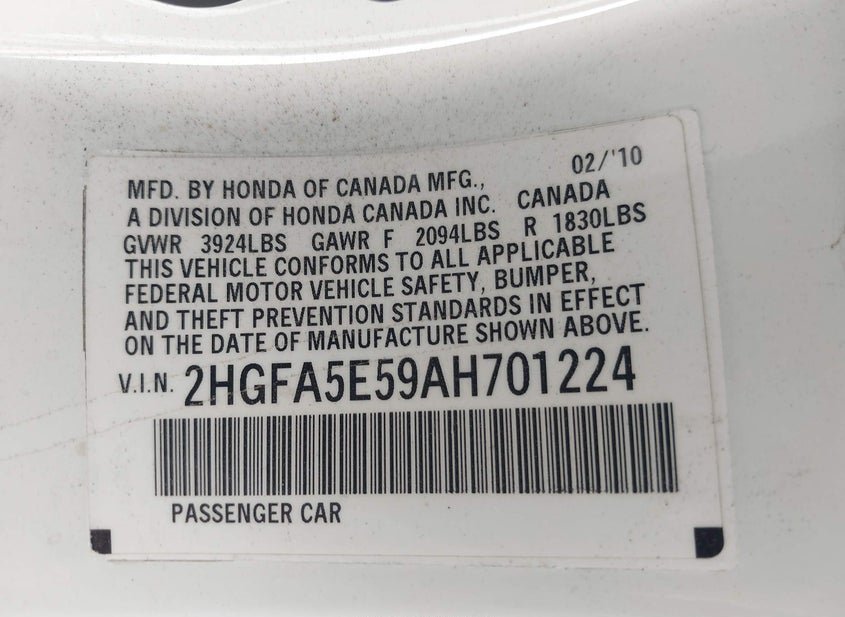 02/'10
MFD. BY HONDA OF CANADA MFG.,
A DIVISION OF HONDA CANADA INC. CANADA
GVWR 3924LBS GAWR F 2094LBS R 1830LBS
THIS VEHICLE CONFORMS TO ALL APPLICABLE
FEDERAL MOTOR VEHICLE SAFETY, BUMPER,
AND THEFT PREVENTION STANDARDS IN EFFECT
ON THE DATE OF MANUFACTURE SHOWN ABOVE.
V.I.N. 2HGFA5E59AH701224
PASSENGER CAR